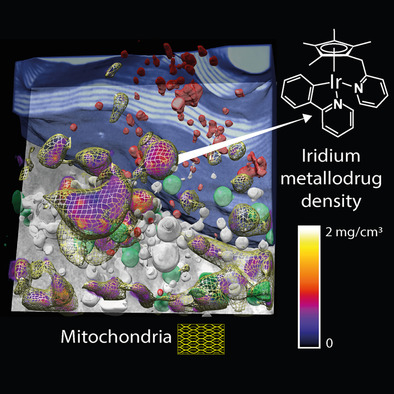 Ir
N
N
Iridium
metallodrug
density
2 mg/cm³
0
Mitochondria